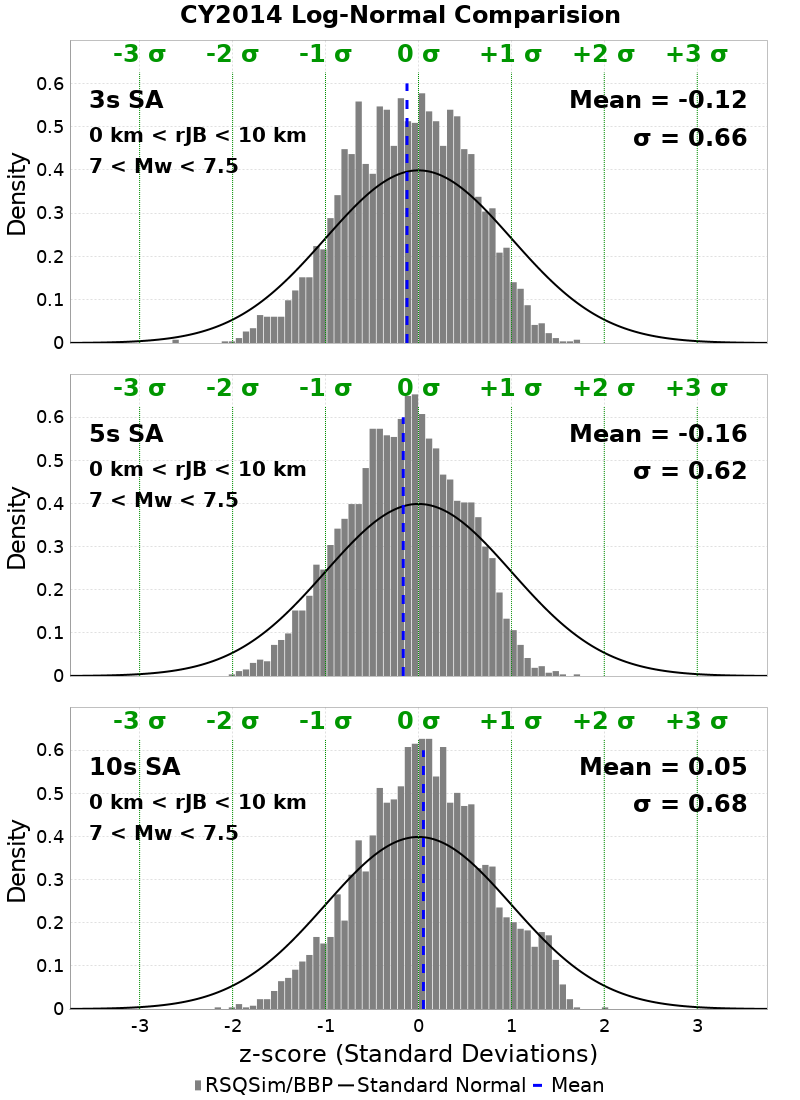 CY2014 Log-Normal Comparision
-3 σ -2 σ -1 σ 0 σ +1 σ +2 σ +3 σ
3s SA
0 km < rJB < 10 km
7 < Mw < 7.5
Mean = -0.12
σ = 0.66
Density
0.6
0.5
0.4
0.3
0.2
0.1
0
-3 σ -2 σ -1 σ 0 σ +1 σ +2 σ +3 σ
5s SA
0 km < rJB < 10 km
7 < Mw < 7.5
Mean = -0.16
σ = 0.62
Density
0.6
0.5
0.4
0.3
0.2
0.1
0
-3 σ -2 σ -1 σ 0 σ +1 σ +2 σ +3 σ
10s SA
0 km < rJB < 10 km
7 < Mw < 7.5
Mean = 0.05
σ = 0.68
Density
0.6
0.5
0.4
0.3
0.2
0.1
0
-3 -2 -1 0 1 2 3
z-score (Standard Deviations)
RSQSim/BBP Standard Normal Mean